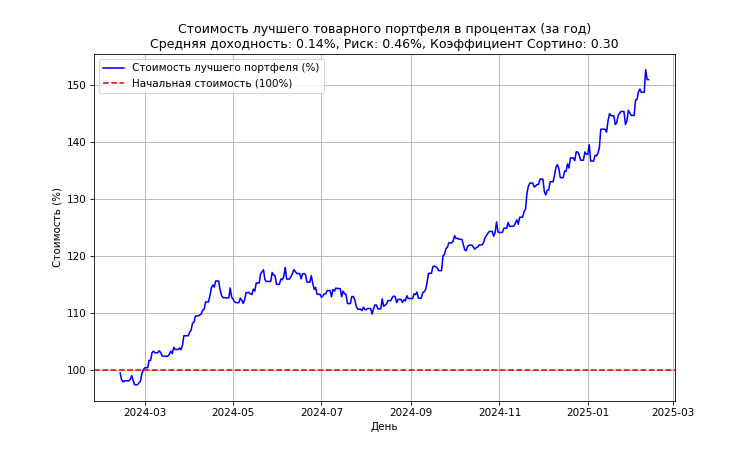 Стоимость лучшего товарного портфеля в процентах (за год)
Средняя доходность: 0.14%, Риск: 0.46%, Коэффициент Сортино: 0.30
Стоимость лучшего портфеля (%)
Начальная стоимость (100%)
Стоимость (%)
150
140
130
120
110
100
2024-03 2024-05 2024-07 2024-09 2024-11 2025-01 2025-03
День